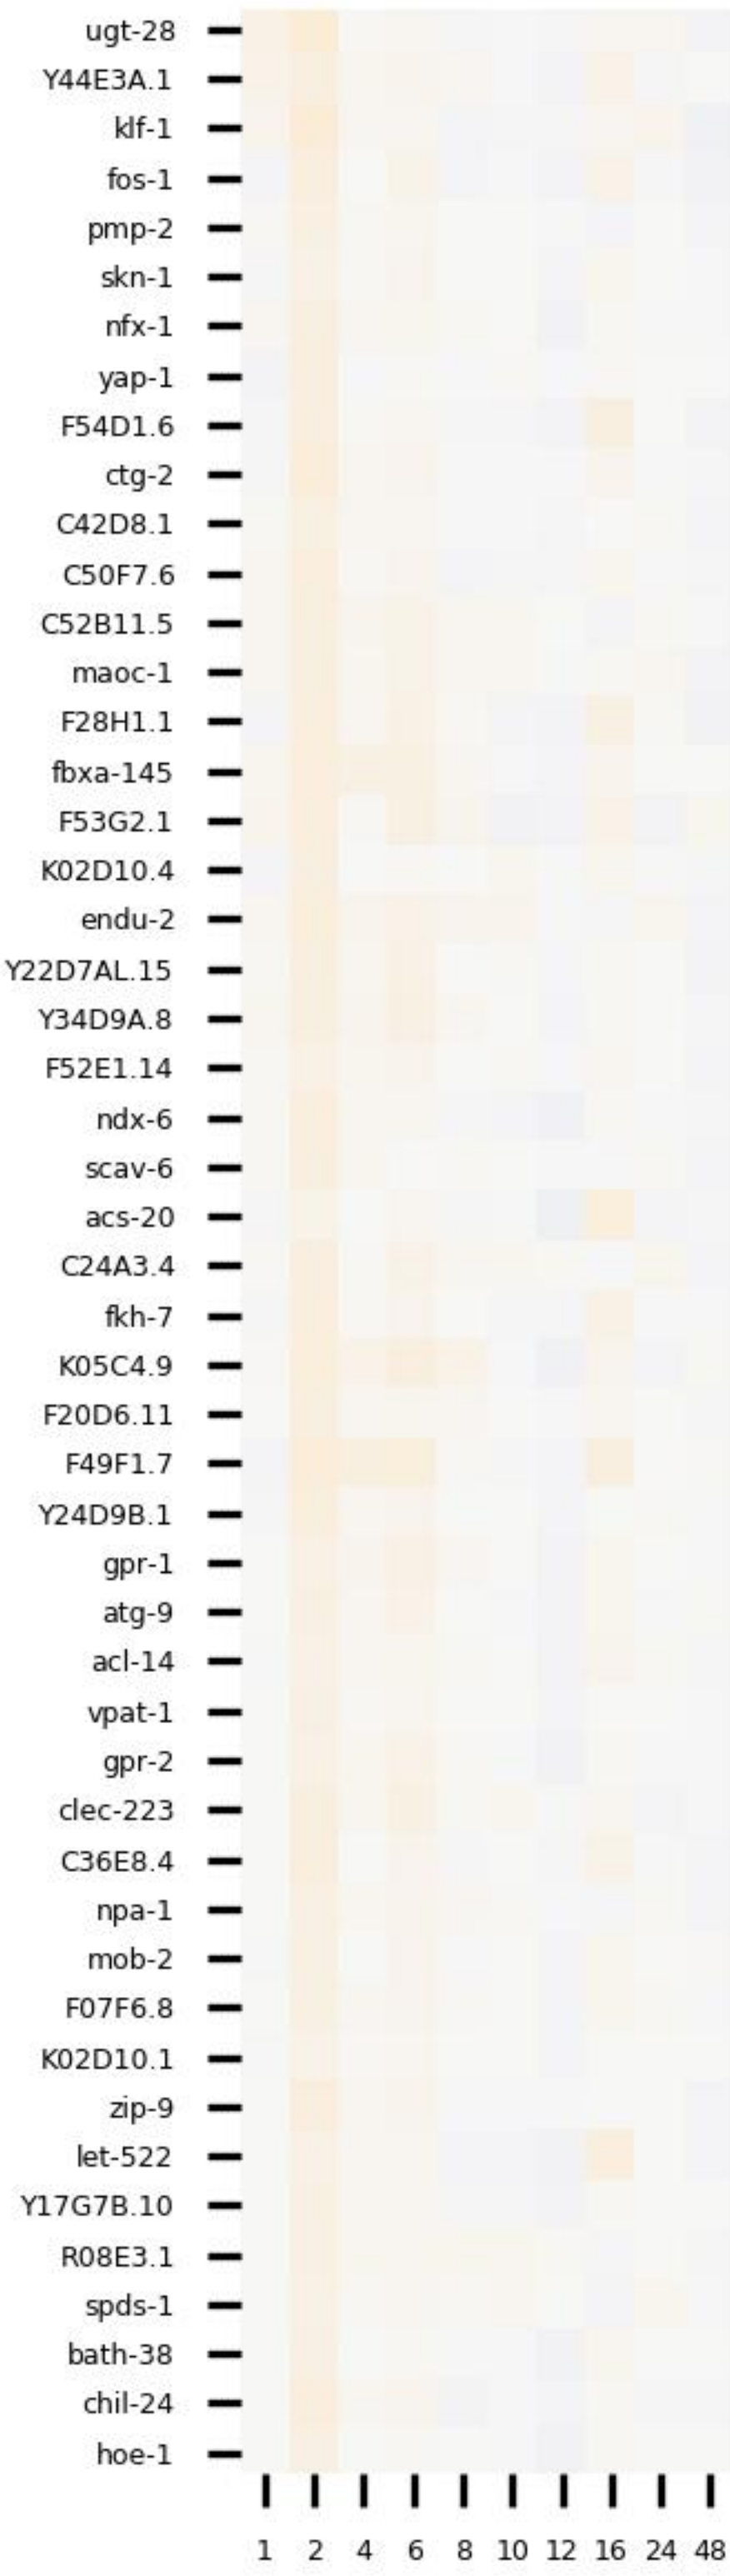 ugt-28
Y44E3A.1
klf-1
fos-1
pmp-2
skn-1
nfx-1
yap-1
F54D1.6
ctg-2
C42D8.1
C50F7.6
C52B11.5
maoc-1
F28H1.1
fbxa-145
F53G2.1
K02D10.4
endu-2
Y22D7AL.15
Y34D9A.8
F52E1.14
ndx-6
scav-6
acs-20
C24A3.4
fkh-7
K05C4.9
F20D6.11
F49F1.7
Y24D9B.1
gpr-1
atg-9
acl-14
vpat-1
gpr-2
clec-223
C36E8.4
npa-1
mob-2
F07F6.8
K02D10.1
zip-9
let-522
Y17G7B.10
R08E3.1
spds-1
bath-38
chil-24
hoe-1
1 2 4 6 8 10 12 16 24 48